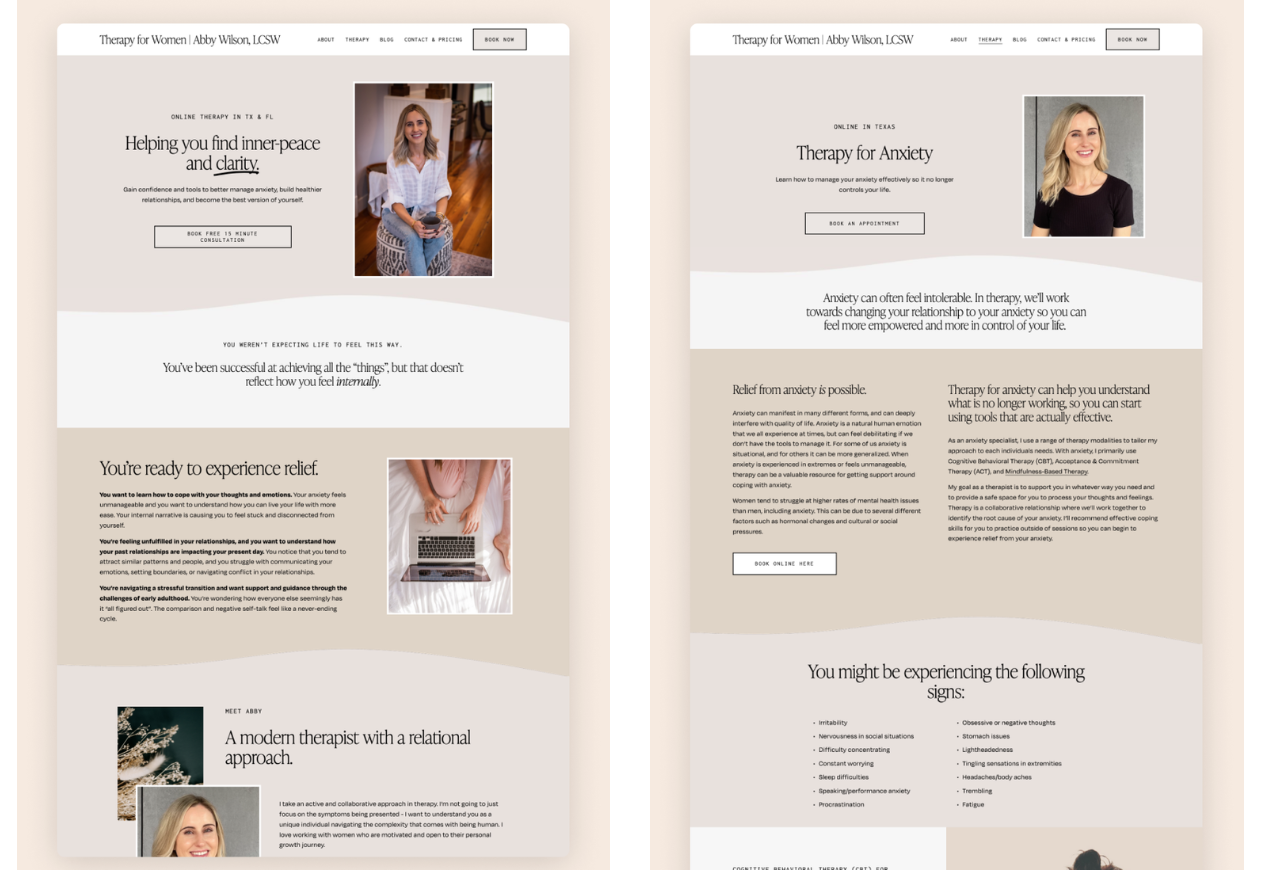 Therapy for Women | Abby Wilson, LCSW
ABOUT THERAPY BLOG CONTACT & PRICING BOOK NOW
ONLINE THERAPY IN TX & FL
Helping you find inner-peace
and clarity.
Gain confidence and tools to better manage anxiety, build healthier
relationships, and become the best version of yourself.
BOOK FREE 15 MINUTE
CONSULTATION
YOU WEREN'T EXPECTING LIFE TO FEEL THIS WAY.
You've been successful at achieving all the “things”, but that doesn't
reflect how you feel internally.
You're ready to experience relief.
You want to learn how to cope with your thoughts and emotions. Your anxiety feels
unmanageable and you want to understand how you can live your life with more
ease. Your internal narrative is causing you to feel stuck and disconnected from
yourself.
You're feeling unfulfilled in your relationships, and you want to understand how
your past relationships are impacting your present day. You notice that you tend to
attract similar patterns and people, and you struggle with communicating your
emotions, setting boundaries, or navigating conflict in your relationships.
You're navigating a stressful transition and want support and guidance through the
challenges of early adulthood. You're wondering how everyone else seemingly has
it “all figured out”. The comparison and negative self-talk feel like a never-ending
cycle.
MEET ABBY
A modern therapist with a relational
approach.
I take an active and collaborative approach in therapy. I'm not going to just
focus on the symptoms being presented - I want to understand you as a
unique individual navigating the complexity that comes with being human. I
love working with women who are motivated and open to their personal
growth journey.
Therapy for Women | Abby Wilson, LCSW
ABOUT THERAPY BLOG CONTACT & PRICING BOOK NOW
ONLINE IN TEXAS
Therapy for Anxiety
Learn how to manage your anxiety effectively so it no longer
controls your life.
BOOK AN APPOINTMENT
Anxiety can often feel intolerable. In therapy, we'll work
towards changing your relationship to your anxiety so you can
feel more empowered and more in control of your life.
Relief from anxiety is possible.
Anxiety can manifest in many different forms, and can deeply
interfere with quality of life. Anxiety is a natural human emotion
that we all experience at times, but can feel debilitating if we
don't have the tools to manage it. For some of us anxiety is
situational, and for others it can be more generalized. When
anxiety is experienced in extremes or feels unmanageable,
therapy can be a valuable resource for getting support around
coping with anxiety.
Women tend to struggle at higher rates of mental health issues
than men, including anxiety. This can be due to several different
factors such as hormonal changes and cultural or social
pressures.
BOOK ONLINE HERE
Therapy for anxiety can help you understand
what is no longer working, so you can start
using tools that are actually effective.
As an anxiety specialist, I use a range of therapy modalities to tailor my
approach to each individuals needs. With anxiety, I primarily use
Cognitive Behavioral Therapy (CBT), Acceptance & Commitment
Therapy (ACT), and Mindfulness-Based Therapy.
My goal as a therapist is to support you in whatever way you need and
to provide a safe space for you to process your thoughts and feelings.
Therapy is a collaborative relationship where we'll work together to
identify the root cause of your anxiety. I'll recommend effective coping
skills for you to practice outside of sessions so you can begin to
experience relief from your anxiety.
You might be experiencing the following
signs:
• Irritability
• Nervousness in social situations
• Difficulty concentrating
• Constant worrying
• Sleep difficulties
• Speaking/performance anxiety
• Procrastination
• Obsessive or negative thoughts
• Stomach issues
• Lightheadedness
• Tingling sensations in extremities
• Headaches/body aches
• Trembling
• Fatigue
COGNITIVE BEHAVIORAL THERAPY (CBT) FOR